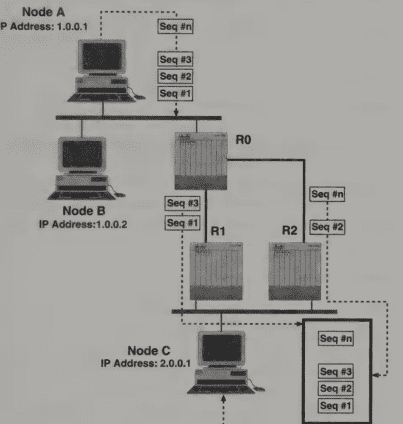 Node A
IP Address: 1.0.0.1
Seq #n
Seq #3
Seq #2
Seq #1
R0
Node B
IP Address:1.0.0.2
Seq #3
Seq #1
Seq #n
Seq #2
R1
R2
Node C
IP Address: 2.0.0.1
Seq #n
Seq #3
Seq #2
Seq #1